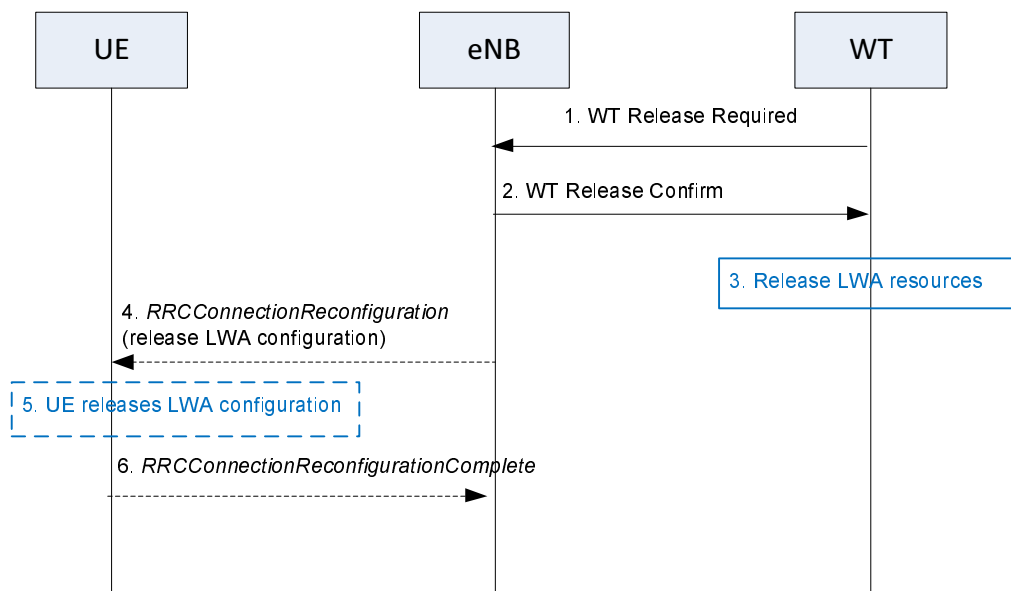 UE
eNB
WT
1. WT Release Required
2. WT Release Confirm
3. Release LWA resources
4. RRCConnectionReconfiguration
(release LWA configuration)
5. UE releases LWA configuration
6. RRCConnectionReconfigurationComplete